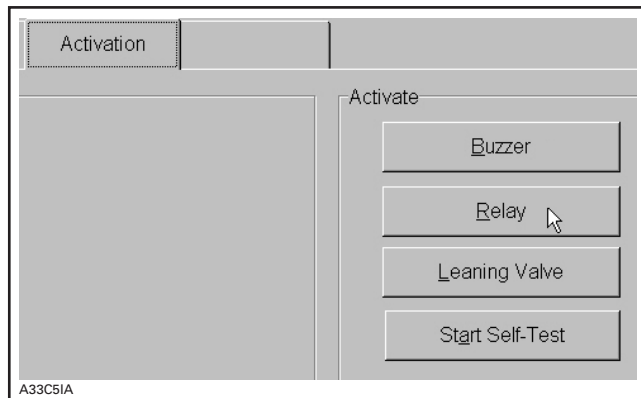 Activation
Activate
Buzzer
Relay
Leaning Valve
Start Self-Test
A33C5IA